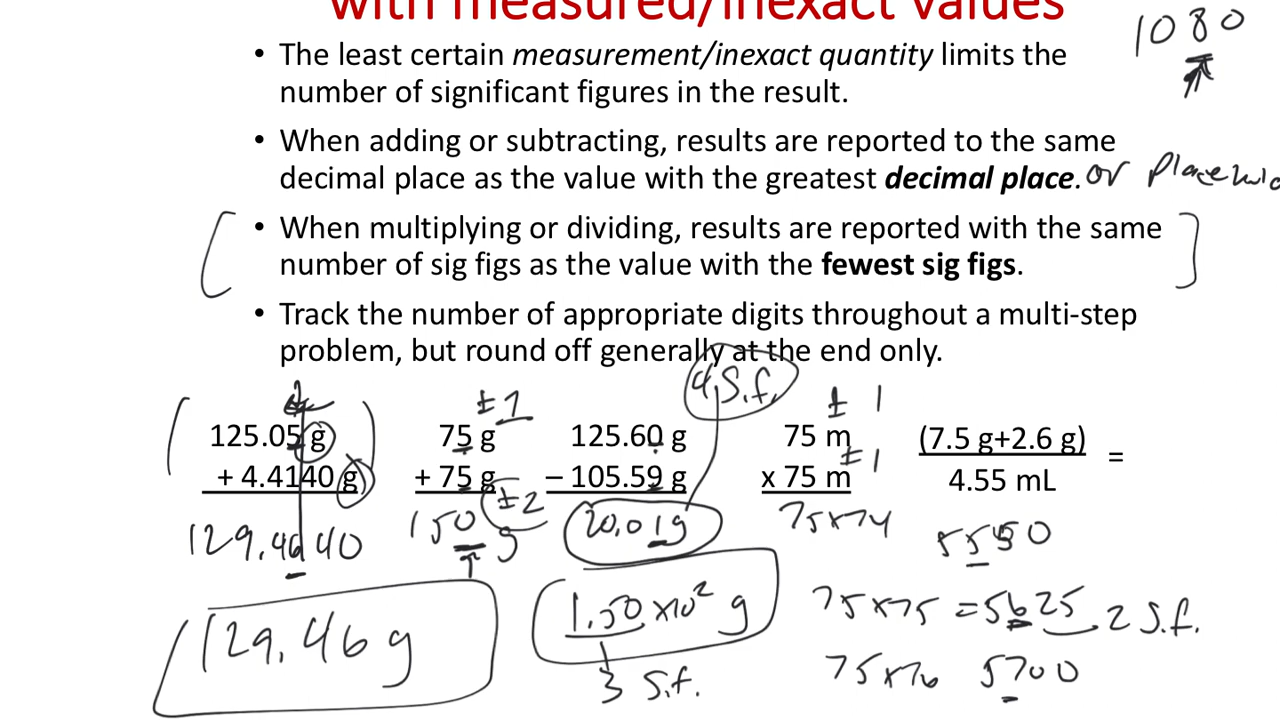 with measured/inexact values
1080
• The least certain measurement/inexact quantity limits the
number of significant figures in the result.
• When adding or subtracting, results are reported to the same
decimal place as the value with the greatest decimal place. or
• When multiplying or dividing, results are reported with the same
number of sig figs as the value with the fewest sig figs.
• Track the number of appropriate digits throughout a multi-step
problem, but round off generally at the end only.
4 S.f.
±1
± 1
125.05 g
+ 4.4140 g
129.4640
129.46 g
75 g
+ 75 g
±2
150 g
1.50 x10² g
3 S.f.
125.60 g
– 105.59 g
20.01g
75 m
±1
x 75 m
75x74
5550
75x75 = 5625 2 S.f.
75x76 5700
(7.5 g+2.6 g)
4.55 mL
=